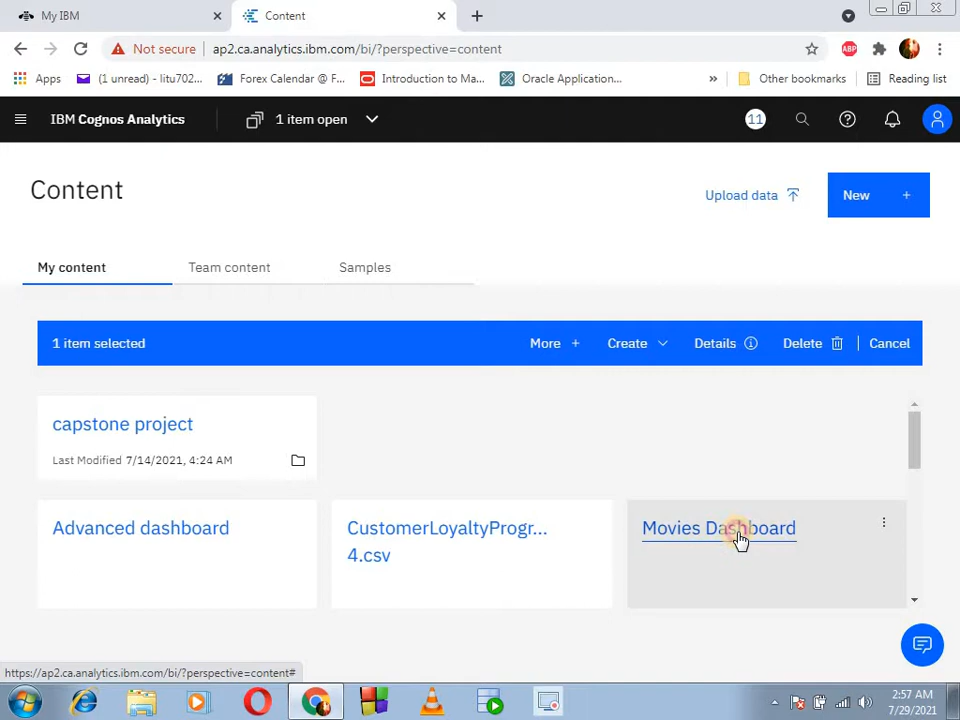 My IBM
Content
Not secure
ap2.ca.analytics.ibm.com/bi/?perspective=content
Apps
(1 unread) - litu702...
Forex Calendar @ F...
Introduction to Ma...
Oracle Application...
»
Other bookmarks
Reading list
IBM Cognos Analytics
1 item open
11
Content
Upload data
New +
My content
Team content
Samples
1 item selected
More +
Create
Details
Delete
Cancel
capstone project
Last Modified 7/14/2021, 4:24 AM
Advanced dashboard
CustomerLoyaltyProgr...
4.csv
Movies Dashboard
https://ap2.ca.analytics.ibm.com/bi/?perspective=content#
2:57 AM
7/29/2021